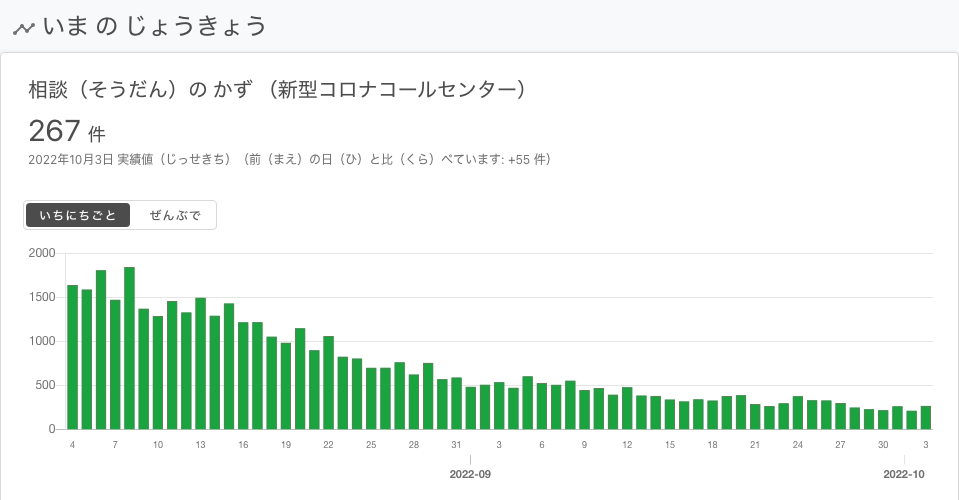 いま の じょうきょう
相談（そうだん）の かず （新型コロナコールセンター）
267 件
2022年10月3日 実績値（じっせきち）（前（まえ）の日（ひ）と比（くら）べています: +55 件）
いちにちごと ぜんぶで
2000
1500
1000
500
0
4 7 10 13 16 19 22 25 28 31 3 6 9 12 15 18 21 24 27 30 3
2022-09 2022-10